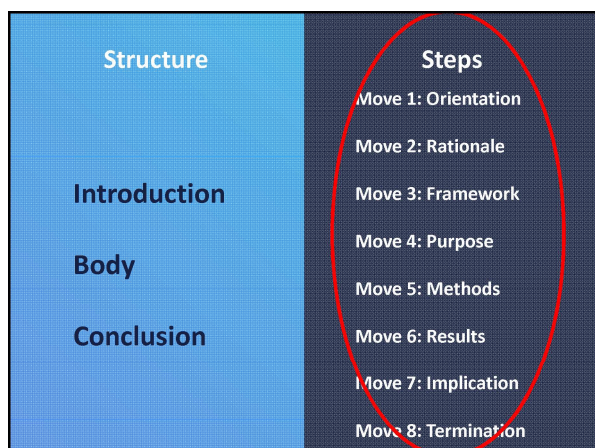 Structure
Introduction
Body
Conclusion
Steps
Move 1: Orientation
Move 2: Rationale
Move 3: Framework
Move 4: Purpose
Move 5: Methods
Move 6: Results
Move 7: Implication
Move 8: Termination